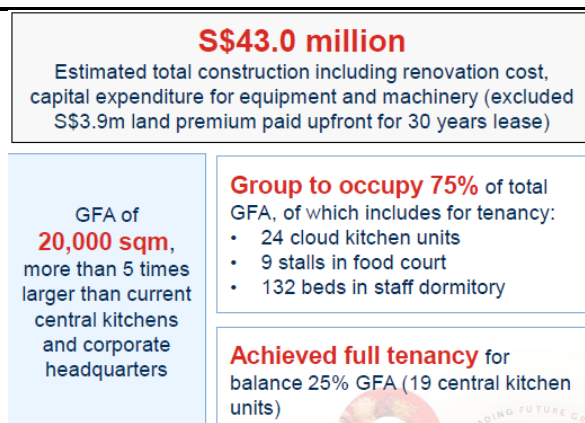 S$43.0 million
Estimated total construction including renovation cost,
capital expenditure for equipment and machinery (excluded
S$3.9m land premium paid upfront for 30 years lease)
GFA of
20,000 sqm,
more than 5 times
larger than current
central kitchens
and corporate
headquarters
Group to occupy 75% of total
GFA, of which includes for tenancy:
• 24 cloud kitchen units
• 9 stalls in food court
• 132 beds in staff dormitory
Achieved full tenancy for
balance 25% GFA (19 central kitchen
units)
FUTURE